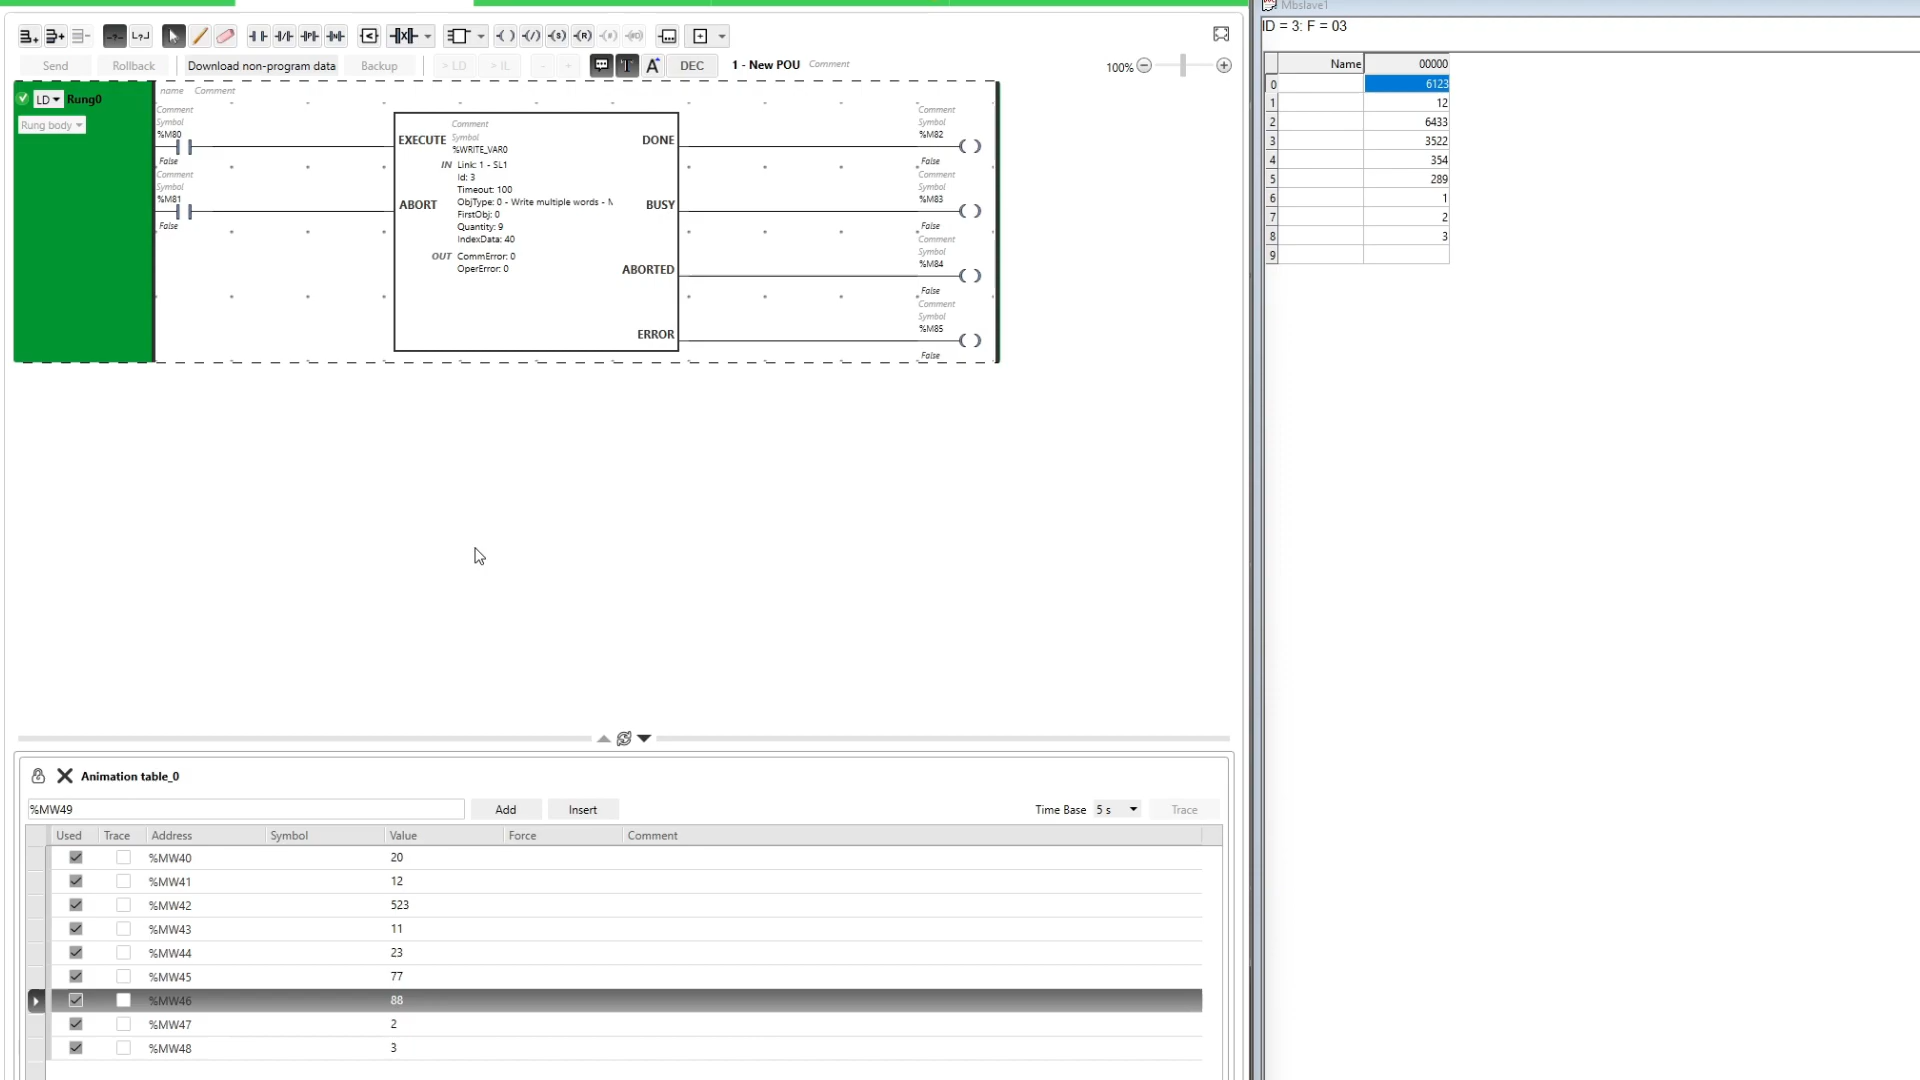 Mbslave1
ID = 3: F = 03
Send Rollback Download non-program data Backup > LD > IL - + T A DEC 1 - New POU Comment 100%
LD Rung0 name Comment
Rung body
Comment
Symbol
%M80
False
Comment
Symbol
%M81
False
Comment
Symbol
%WRITE_VAR0
EXECUTE
ABORT
IN Link: 1 - SL1
Id: 3
Timeout: 100
ObjType: 0 - Write multiple words - M
FirstObj: 0
Quantity: 9
IndexData: 40
OUT CommError: 0
OperError: 0
DONE
BUSY
ABORTED
ERROR
Comment
Symbol
%M82
False
Comment
Symbol
%M83
False
Comment
Symbol
%M84
False
Comment
Symbol
%M85
False
Name 00000
0 6123
1 12
2 6433
3 3522
4 354
5 289
6 1
7 2
8 3
9
Animation table_0
%MW49 Add Insert Time Base 5 s Trace
Used Trace Address Symbol Value Force Comment
%MW40 20
%MW41 12
%MW42 523
%MW43 11
%MW44 23
%MW45 77
%MW46 88
%MW47 2
%MW48 3